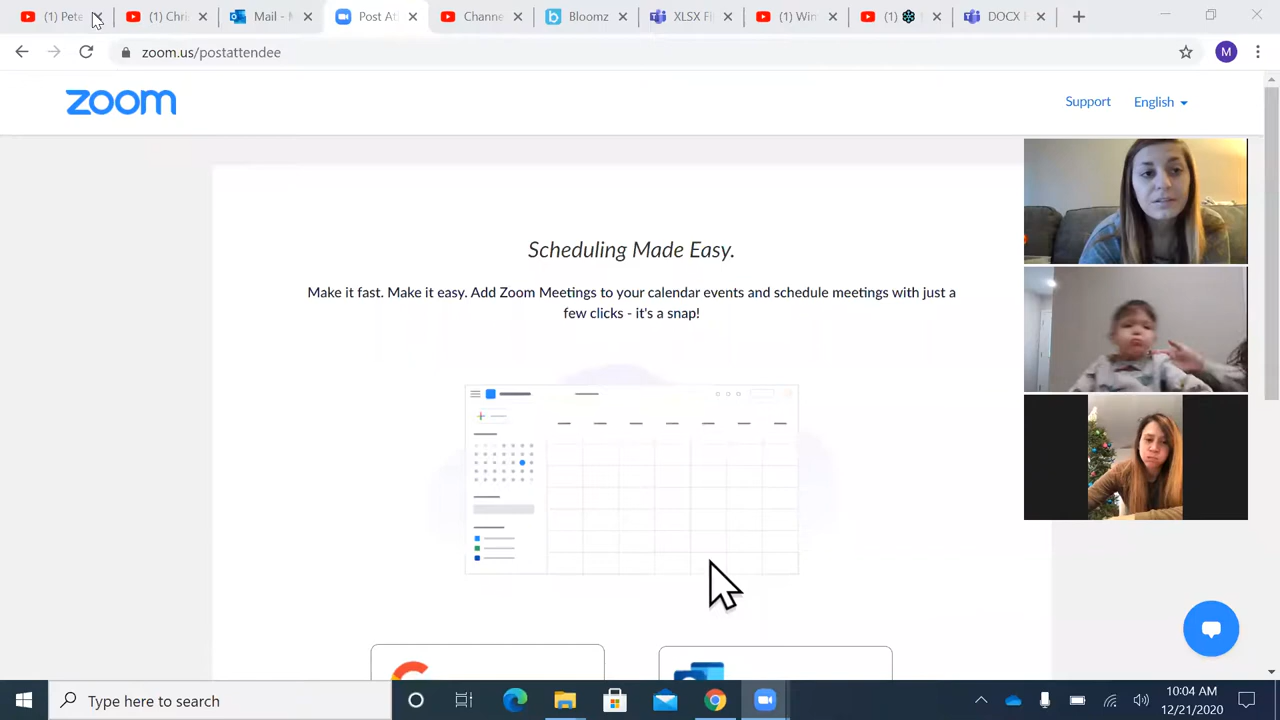 (1) Pete
(1) Chri
Mail - M
Post At
Channe
Bloomz
XLSX Fi
(1) Win
(1)
DOCX
zoom.us/postattendee
M
zoom
Support
English
Scheduling Made Easy.
Make it fast. Make it easy. Add Zoom Meetings to your calendar events and schedule meetings with just a
few clicks - it's a snap!
Type here to search
10:04 AM
12/21/2020